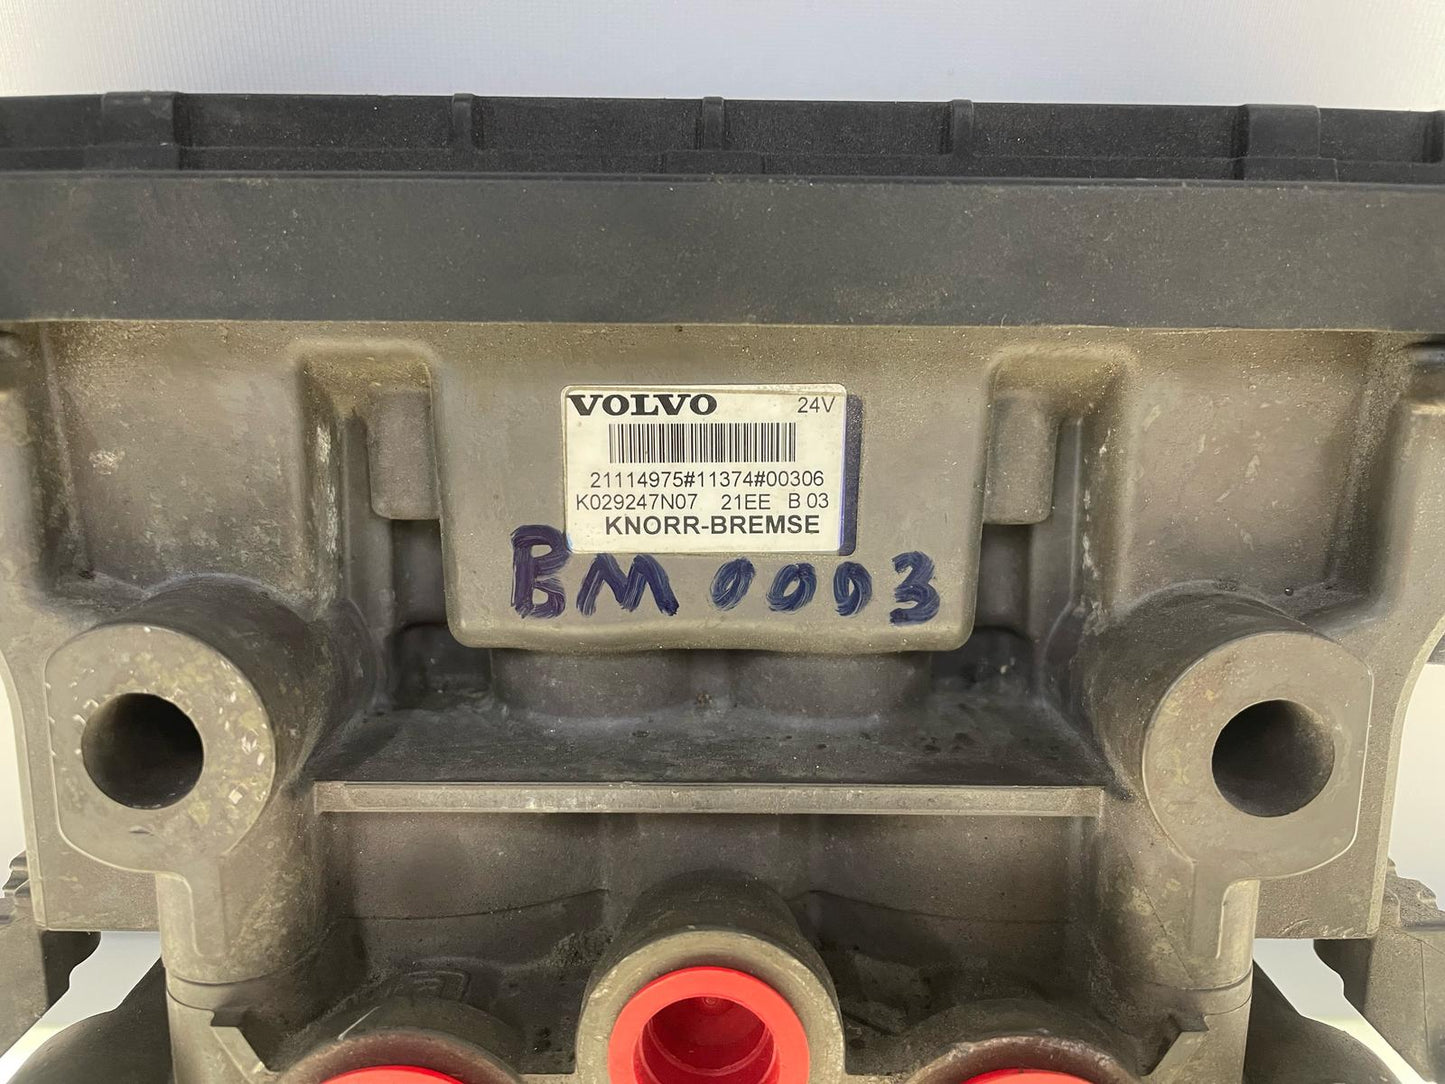 VOLVO 24V
21114975#11374#00306
K029247N07 21EE B 03
KNORR-BREMSE
BM 0003